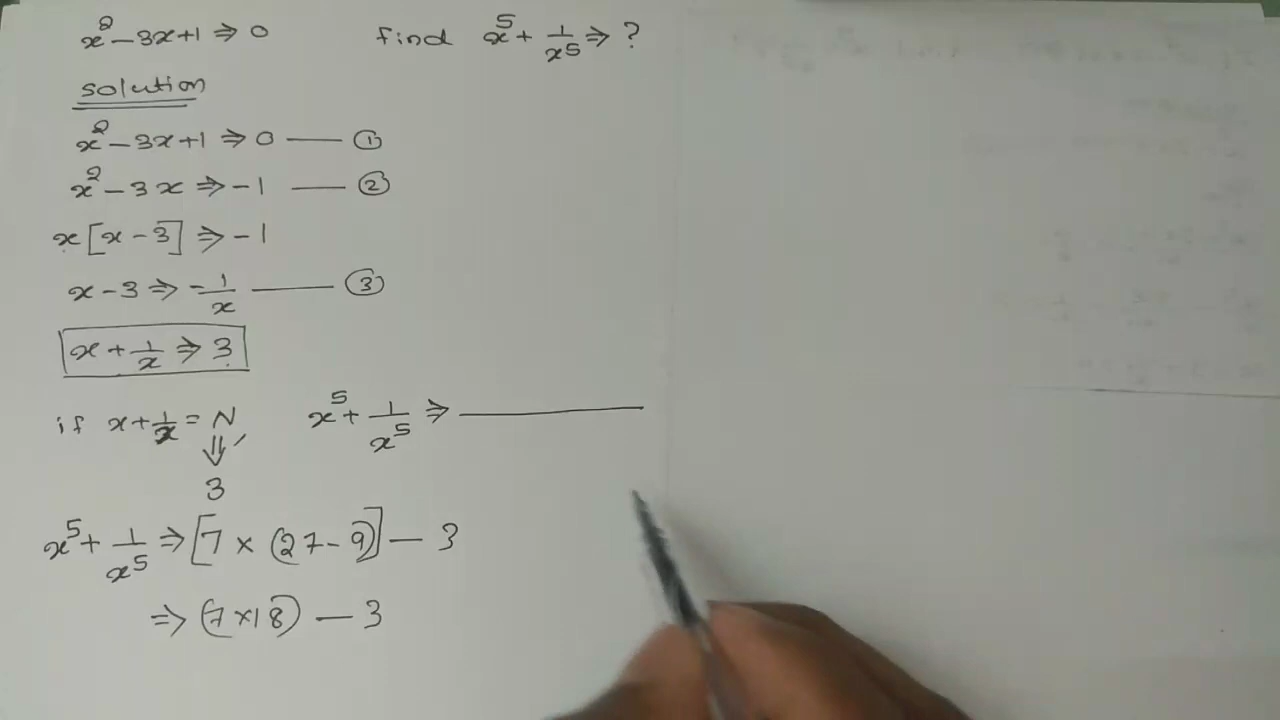 x² - 3x + 1 ⇒ 0 find x⁵ + 1/x⁵ ⇒ ?
solution
x² - 3x + 1 ⇒ 0 —— ①
x² - 3x ⇒ -1 —— ②
x[x - 3] ⇒ -1
x - 3 ⇒ -1/x —— ③
x + 1/x ⇒ 3
if x + 1/x = N x⁵ + 1/x⁵ ⇒ ————
⇓
3
x⁵ + 1/x⁵ ⇒ [7 × (27 - 9)] - 3
⇒ (7 × 18) - 3